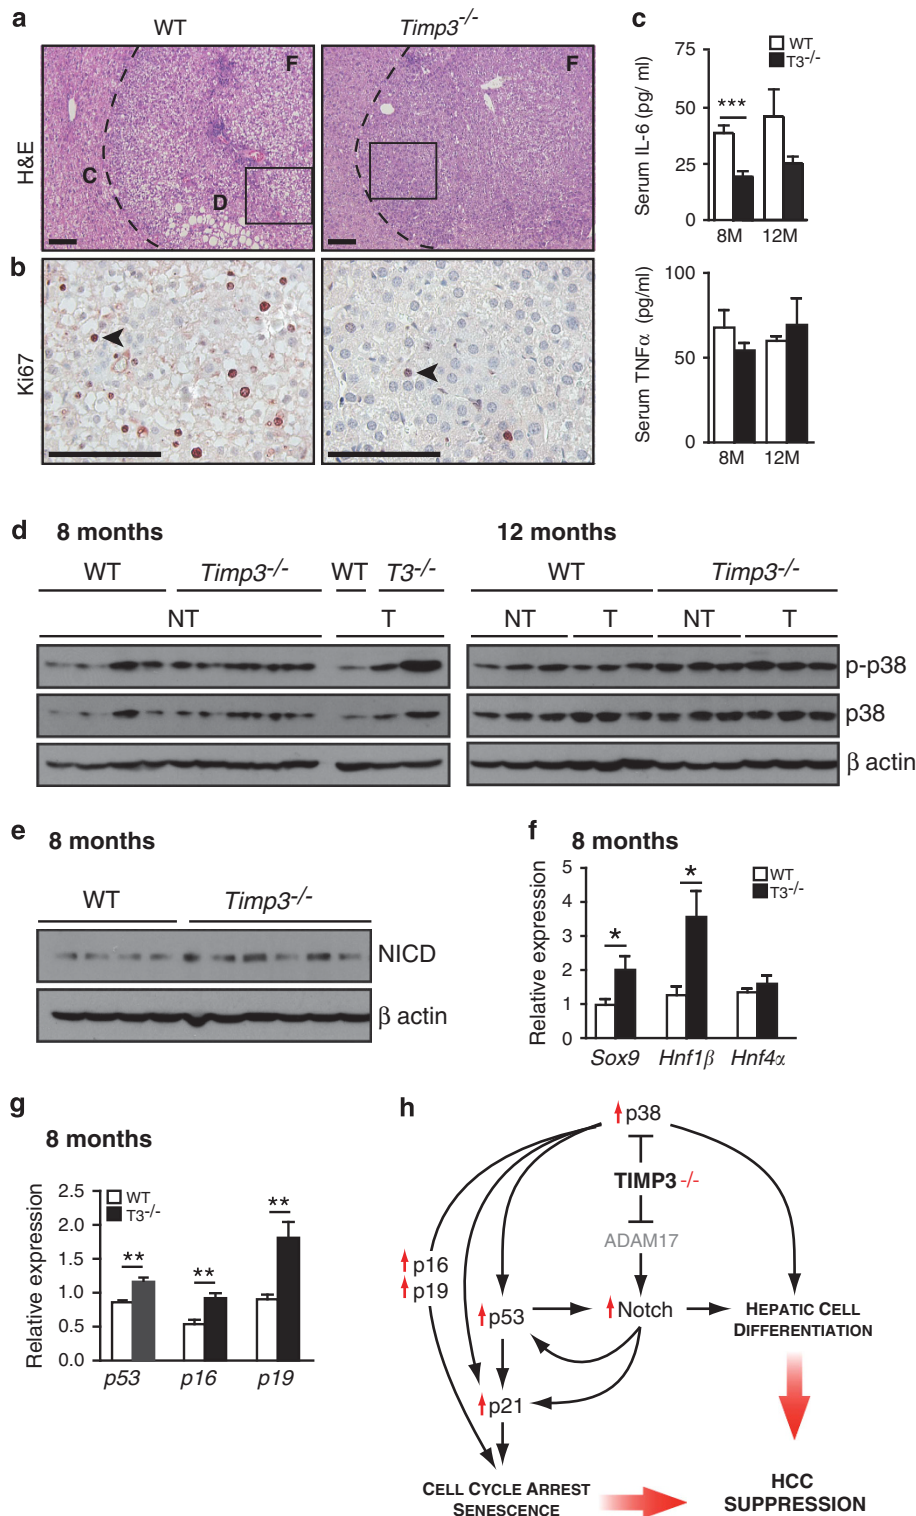 a
WT
Timp3-/-
H&E
F
C
D
F
b
Ki67
c
WT
T3-/-
Serum IL-6 (pg/ ml)
75
50
25
0
***
8M
12M
Serum TNFα (pg/ml)
100
50
0
8M
12M
d
8 months
12 months
WT
Timp3-/-
WT
T3-/-
WT
Timp3-/-
NT
T
NT
T
NT
T
p-p38
p38
β actin
e
8 months
WT
Timp3-/-
NICD
β actin
f
8 months
Relative expression
5
4
3
2
1
0
WT
T3-/-
*
*
Sox9
Hnf1β
Hnf4α
g
8 months
Relative expression
2.5
2.0
1.5
1.0
0.5
0.0
WT
T3-/-
**
**
**
p53
p16
p19
h
p38
TIMP3 -/-
ADAM17
p16
p19
p53
Notch
HEPATIC CELL
DIFFERENTIATION
p21
CELL CYCLE ARREST
SENESCENCE
HCC
SUPPRESSION